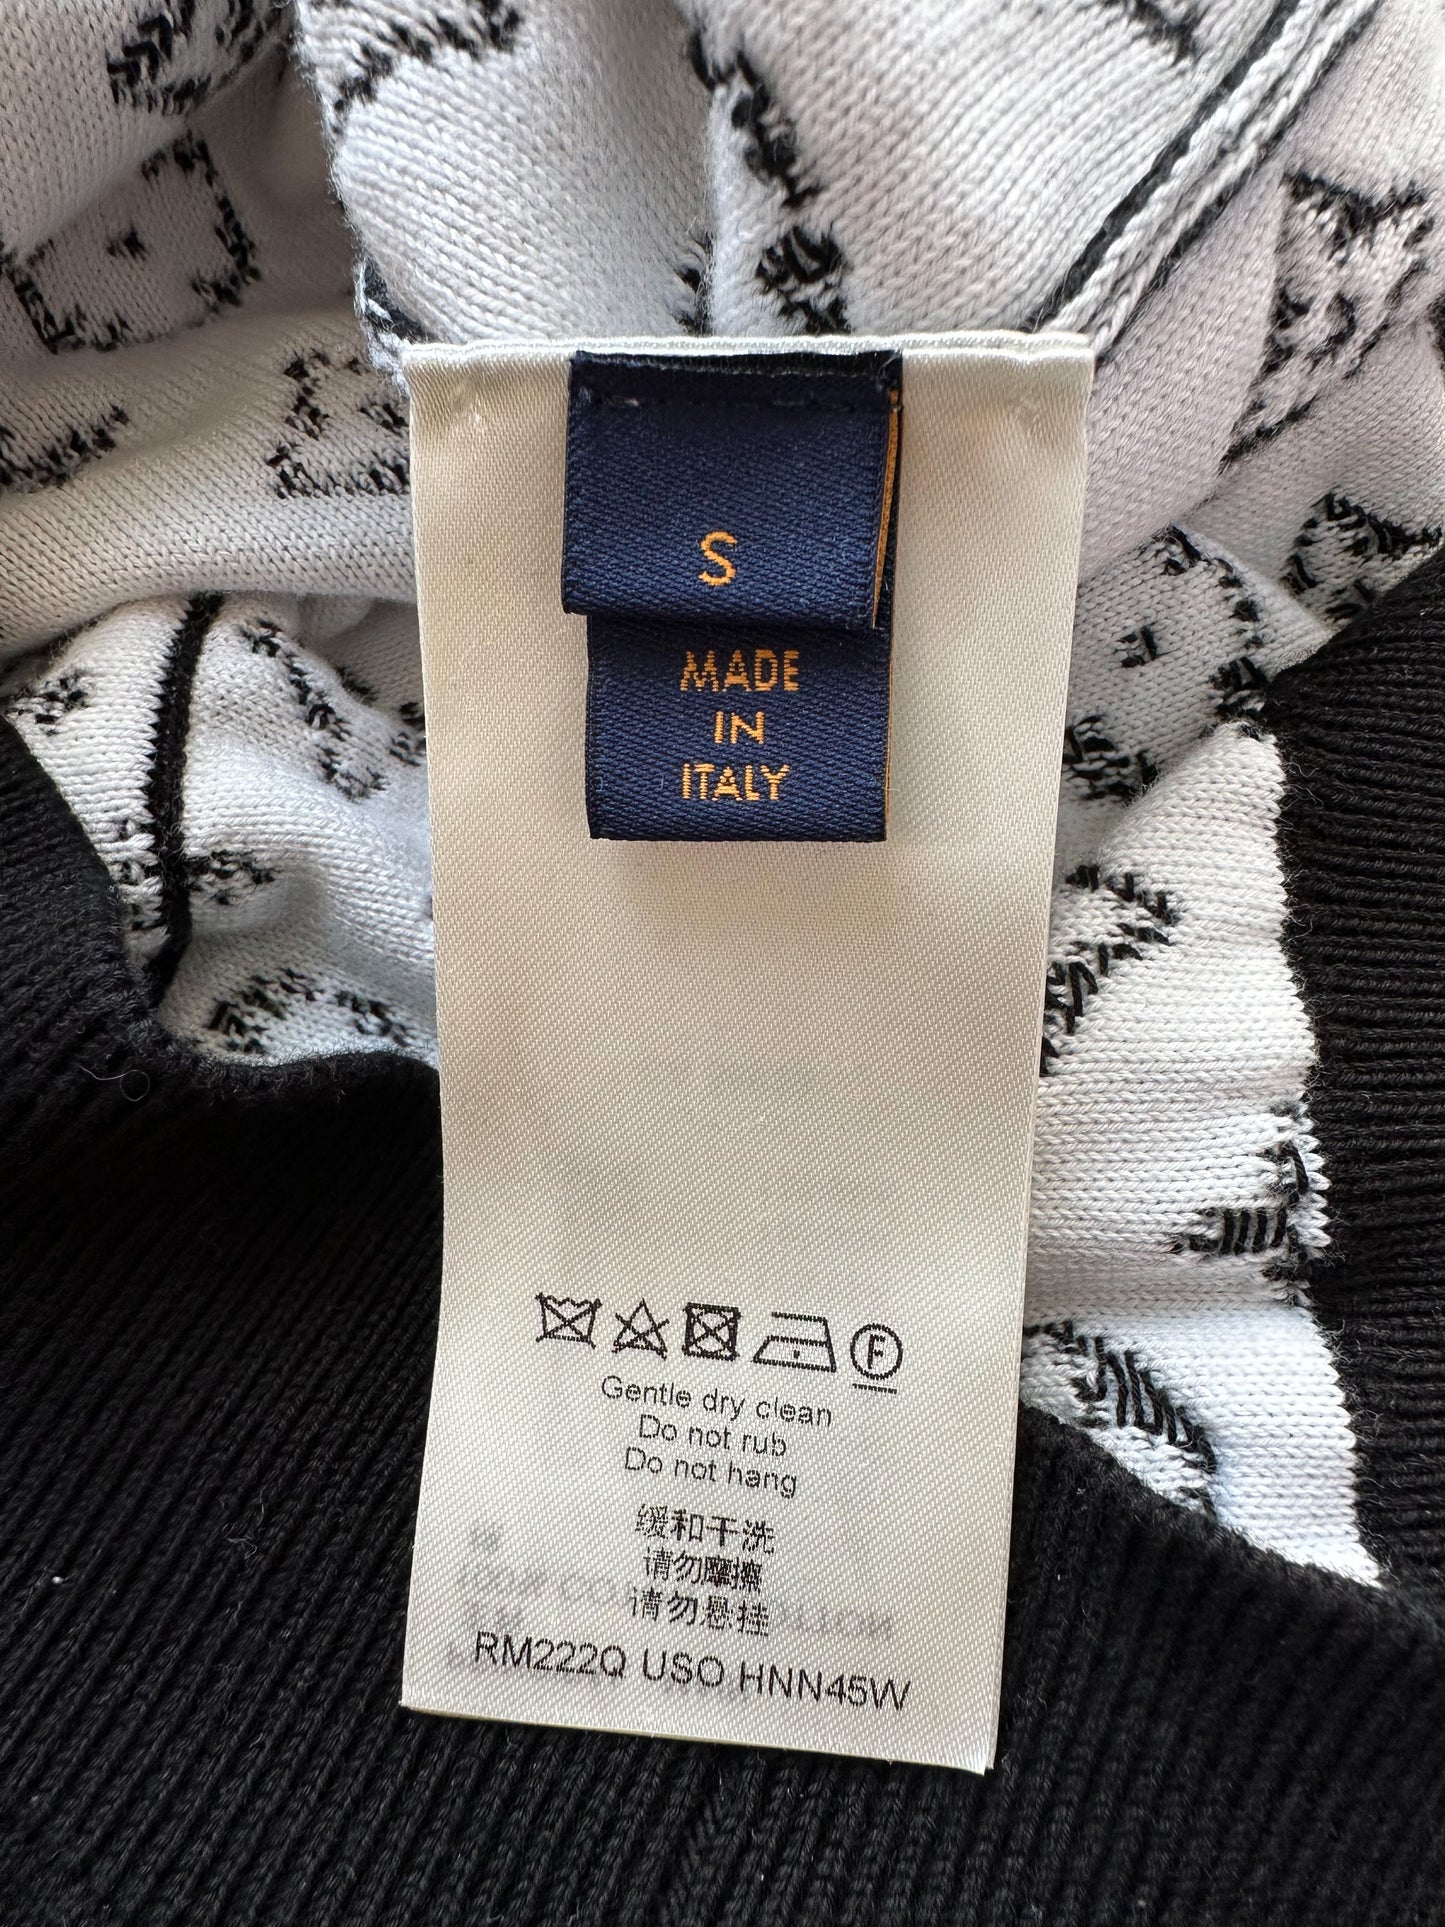 S
MADE
IN
ITALY
F
Gentle dry clean
Do not rub
Do not hang
缓和干洗
请勿摩擦
请勿悬挂
RM222Q USO HNN45W